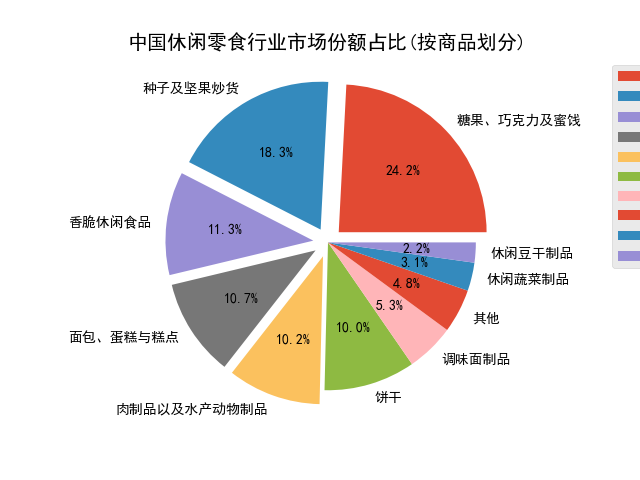 中国休闲零食行业市场份额占比(按商品划分)
种子及坚果炒货
糖果、巧克力及蜜饯
18.3%
24.2%
香脆休闲食品
11.3%
2.2%
休闲豆干制品
3.1%
休闲蔬菜制品
4.8%
10.7%
5.3%
其他
10.0%
面包、蛋糕与糕点
10.2%
调味面制品
饼干
肉制品以及水产动物制品